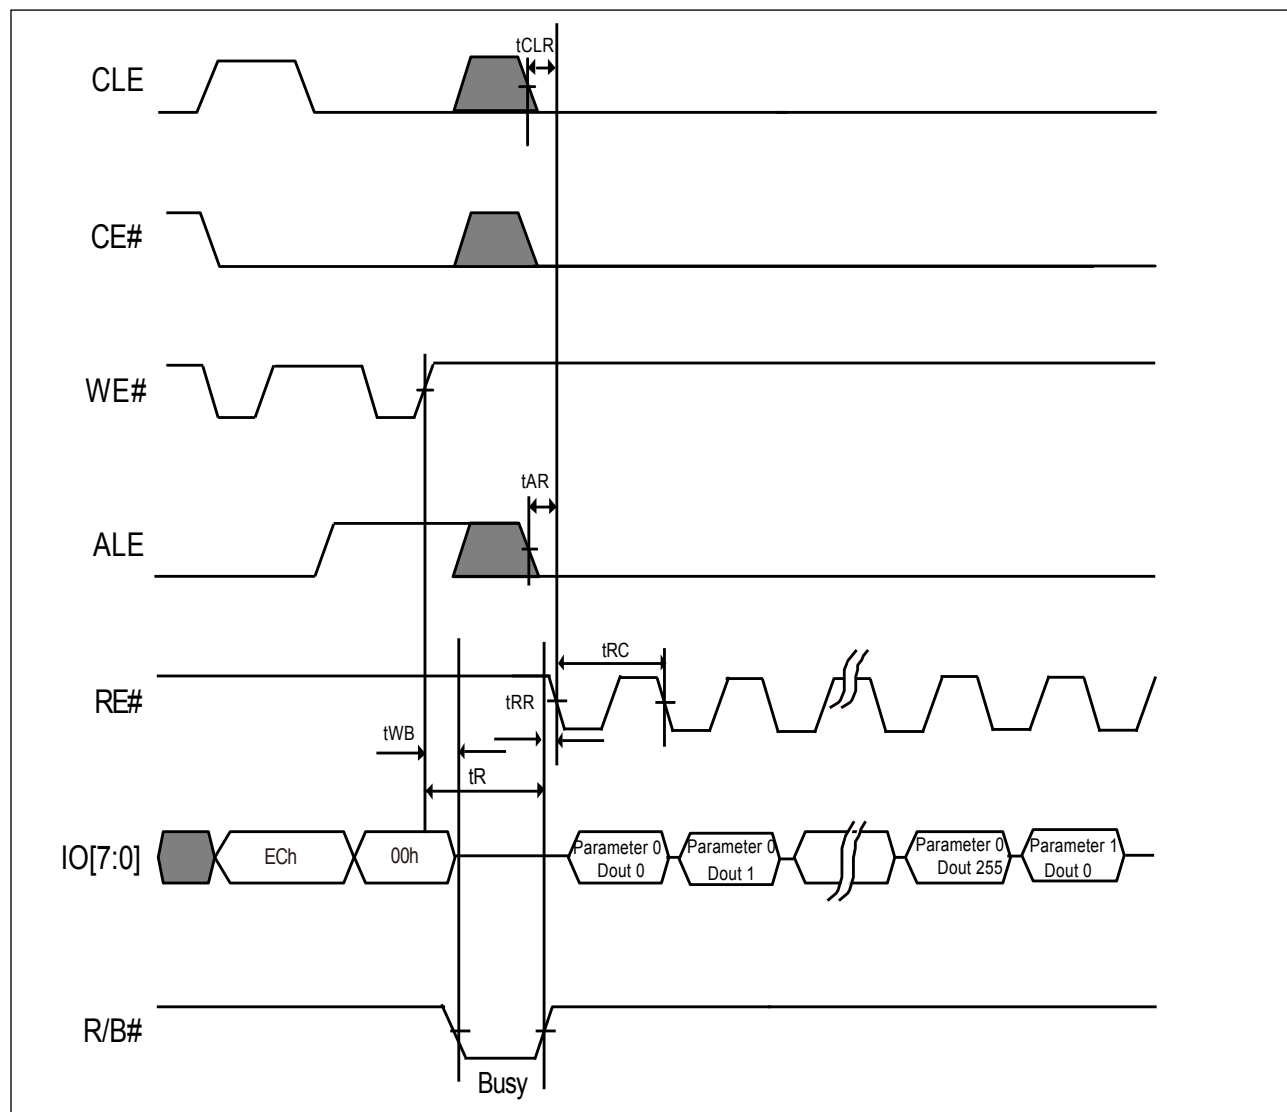 tCLR
CLE
CE#
WE#
tAR
ALE
tRC
RE#
tRR
tWB
tR
IO[7:0]
ECh
00h
Parameter 0
Dout 0
Parameter 0
Dout 1
Parameter 0
Dout 255
Parameter 1
Dout 0
R/B#
Busy